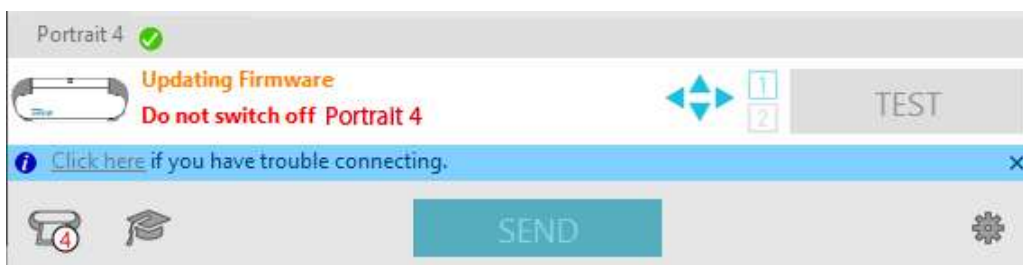 Portrait 4
Updating Firmware
Do not switch off Portrait 4
1
2
TEST
Click here if you have trouble connecting.
4
SEND